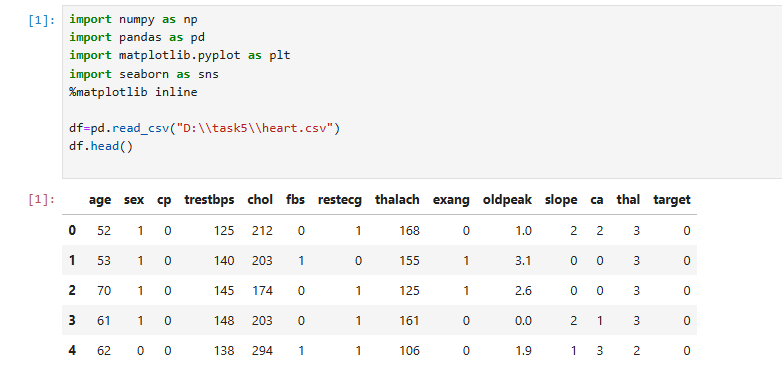 [1]: import numpy as np
import pandas as pd
import matplotlib.pyplot as plt
import seaborn as sns
%matplotlib inline
df=pd.read_csv("D:\\task5\\heart.csv")
df.head()
[1]: age sex cp trestbps chol fbs restecg thalach exang oldpeak slope ca thal target
0 52 1 0 125 212 0 1 168 0 1.0 2 2 3 0
1 53 1 0 140 203 1 0 155 1 3.1 0 0 3 0
2 70 1 0 145 174 0 1 125 1 2.6 0 0 3 0
3 61 1 0 148 203 0 1 161 0 0.0 2 1 3 0
4 62 0 0 138 294 1 1 106 0 1.9 1 3 2 0